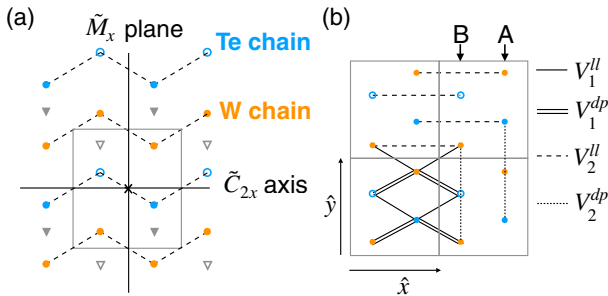 (a)
M̃ₓ plane
Te chain
W chain
C̃₂ₓ axis
(b)
B A
V₁ˡˡ
V₁ᵈᵖ
V₂ˡˡ
V₂ᵈᵖ
ŷ
x̂